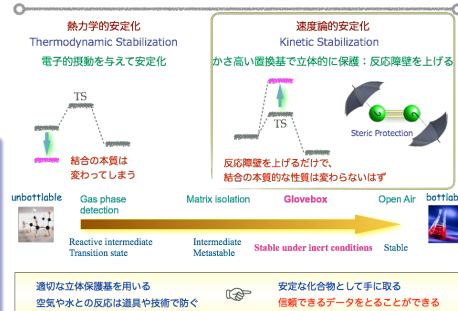 熱力学的安定化
Thermodynamic Stabilization
電子的摂動を与えて安定化
TS
結合の本質は
変わってしまう
速度論的安定化
Kinetic Stabilization
かさ高い置換基で立体的に保護：反応障壁を上げる
TS
Steric Protection
反応障壁を上げるだけで、
結合の本質的な性質は変わらないはず
unbottlable
Gas phase
detection
Matrix isolation
Glovebox
Open Air
Reactive intermediate
Transition state
Intermediate
Metastable
Stable under inert conditions
Stable
適切な立体保護基を用いる
空気や水との反応は道具や技術で防ぐ
安定な化合物として手に取る
信頼できるデータをとることができる